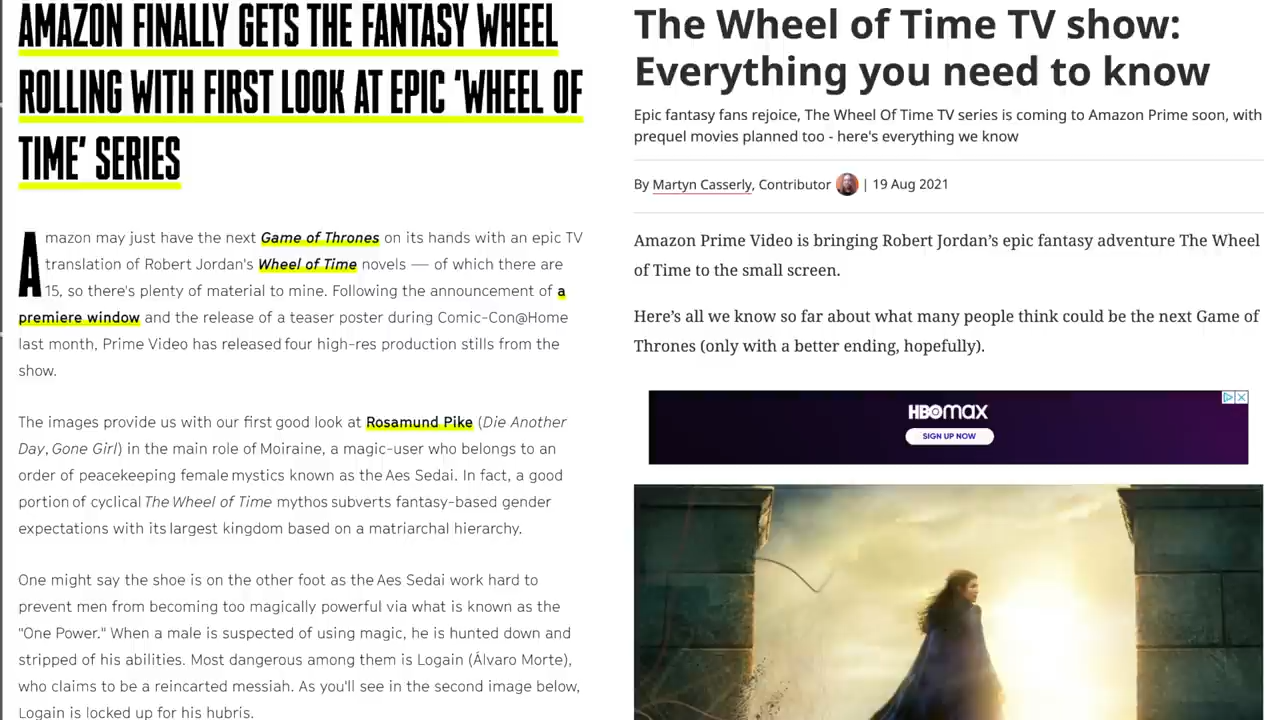 AMAZON FINALLY GETS THE FANTASY WHEEL
ROLLING WITH FIRST LOOK AT EPIC ‘WHEEL OF
TIME’ SERIES
Amazon may just have the next Game of Thrones on its hands with an epic TV
translation of Robert Jordan's Wheel of Time novels — of which there are
15, so there's plenty of material to mine. Following the announcement of a
premiere window and the release of a teaser poster during Comic-Con@Home
last month, Prime Video has released four high-res production stills from the
show.
The images provide us with our first good look at Rosamund Pike (Die Another
Day, Gone Girl) in the main role of Moiraine, a magic-user who belongs to an
order of peacekeeping female mystics known as the Aes Sedai. In fact, a good
portion of cyclical The Wheel of Time mythos subverts fantasy-based gender
expectations with its largest kingdom based on a matriarchal hierarchy.
One might say the shoe is on the other foot as the Aes Sedai work hard to
prevent men from becoming too magically powerful via what is known as the
"One Power." When a male is suspected of using magic, he is hunted down and
stripped of his abilities. Most dangerous among them is Logain (Álvaro Morte),
who claims to be a reincarted messiah. As you'll see in the second image below,
Logain is locked up for his hubris.
The Wheel of Time TV show:
Everything you need to know
Epic fantasy fans rejoice, The Wheel Of Time TV series is coming to Amazon Prime soon, with
prequel movies planned too - here's everything we know
By Martyn Casserly, Contributor | 19 Aug 2021
Amazon Prime Video is bringing Robert Jordan’s epic fantasy adventure The Wheel
of Time to the small screen.
Here’s all we know so far about what many people think could be the next Game of
Thrones (only with a better ending, hopefully).
HBOMAX
SIGN UP NOW